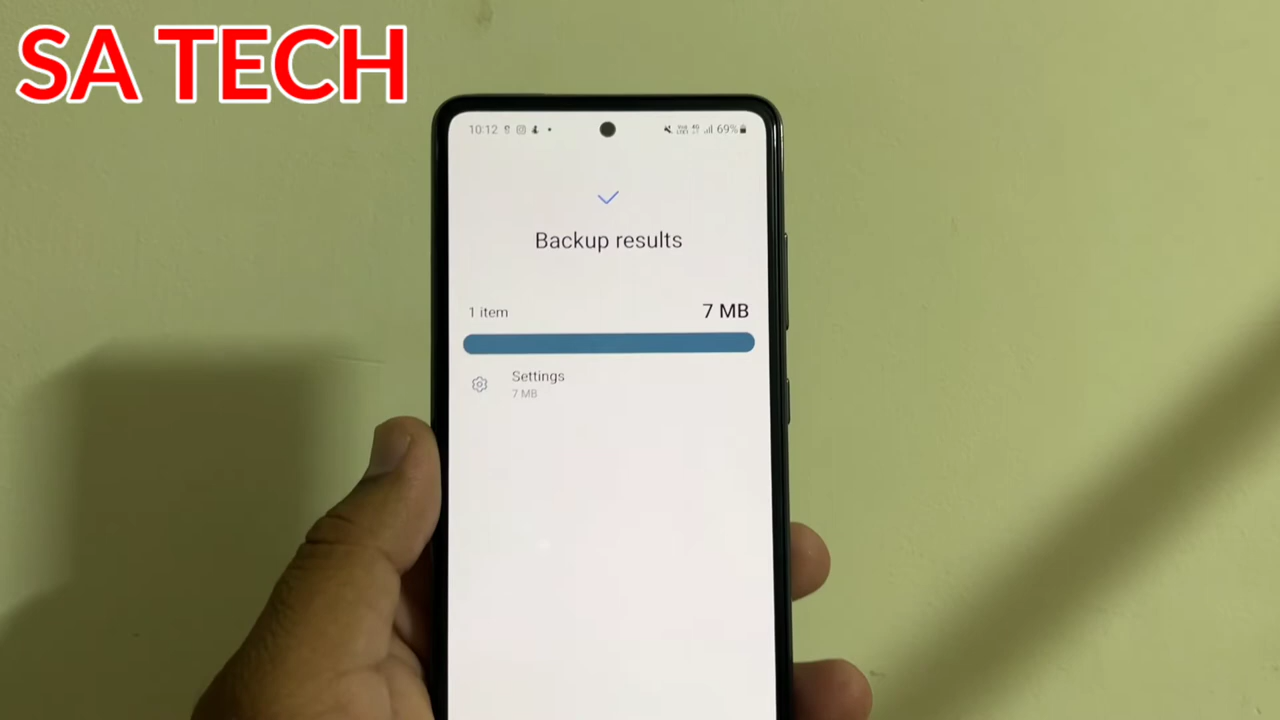 SA TECH
10:12 69%
Backup results
1 item 7 MB
Settings
7 MB